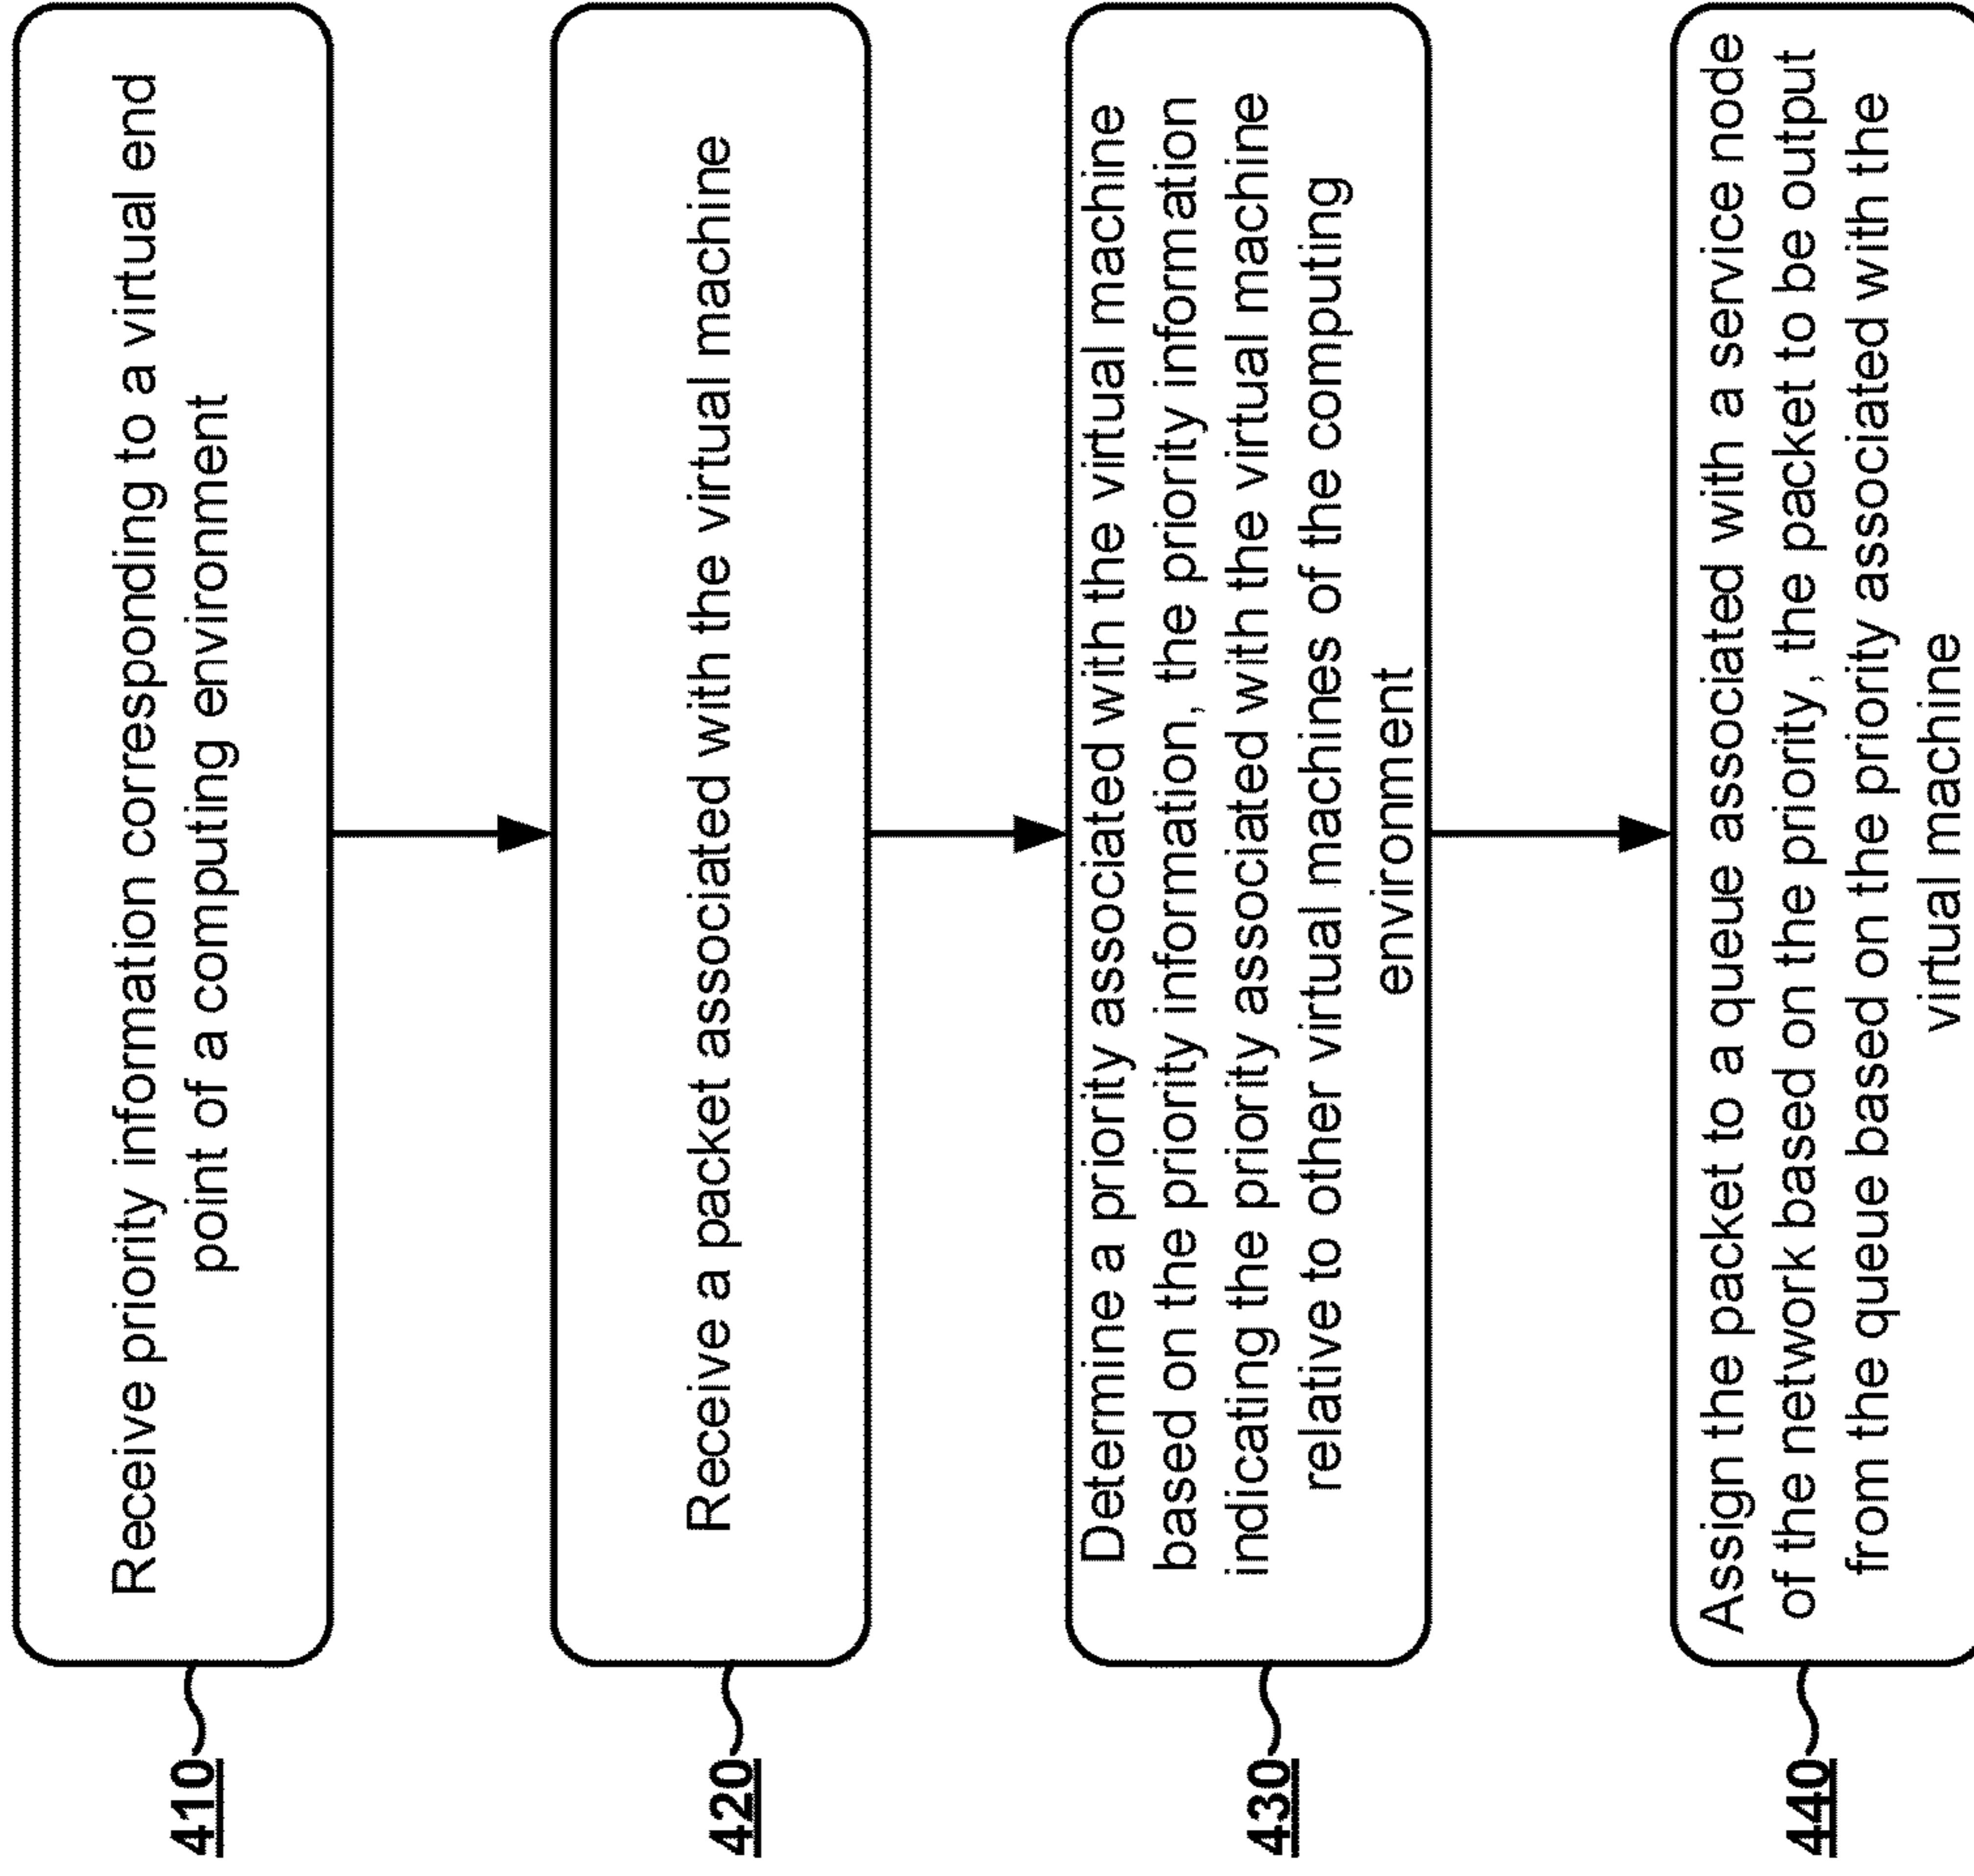 410
Receive priority information corresponding to a virtual end
point of a computing environment
420
Receive a packet associated with the virtual machine
430
Determine a priority associated with the virtual machine
based on the priority information, the priority information
indicating the priority associated with the virtual machine
relative to other virtual machines of the computing
environment
440
Assign the packet to a queue associated with a service node
of the network based on the priority, the packet to be output
from the queue based on the priority associated with the
virtual machine